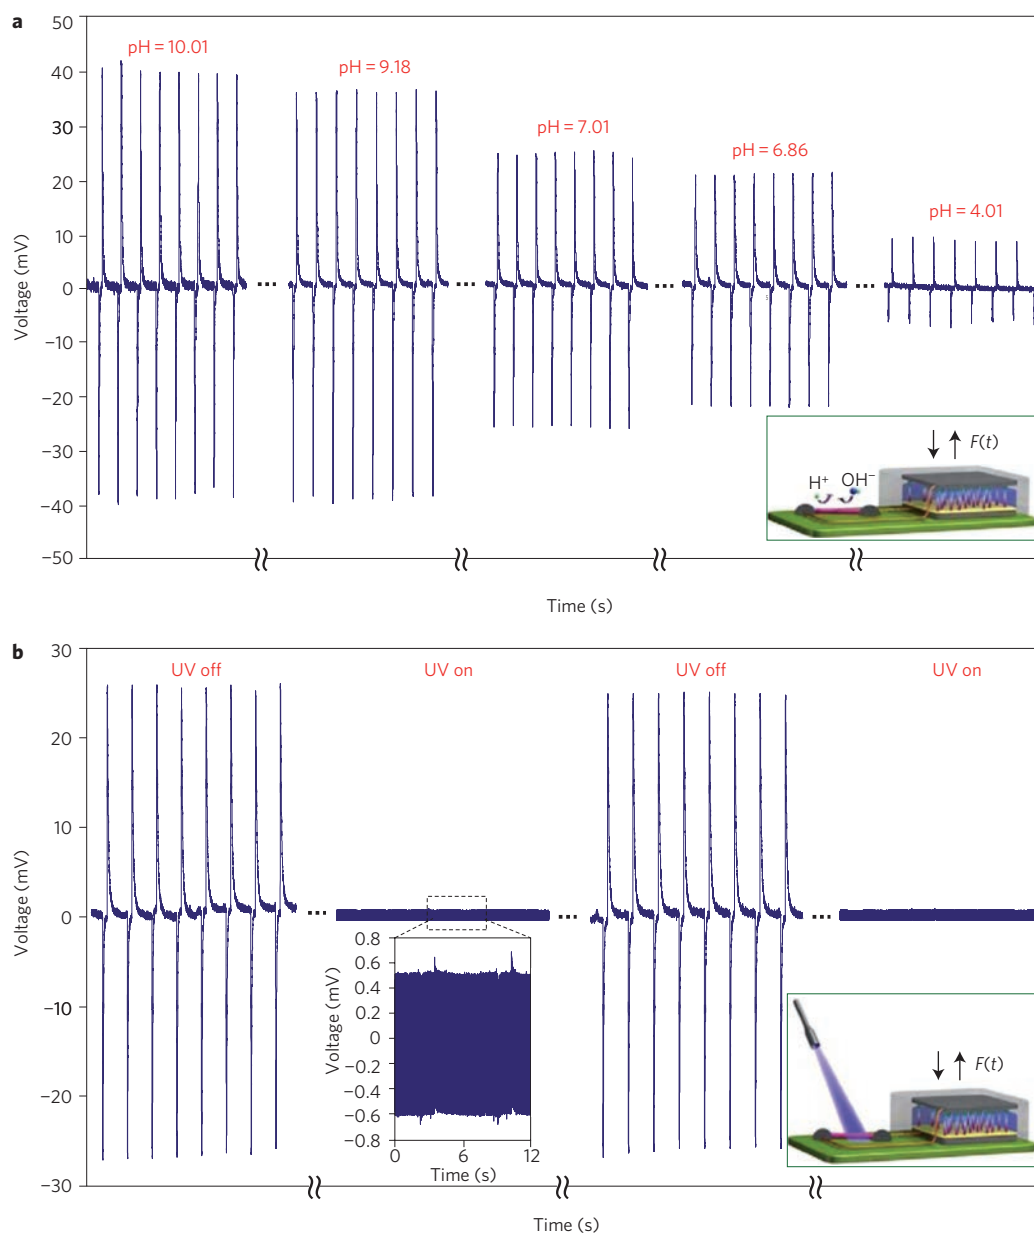 a
50
40
30
20
10
0
−10
−20
−30
−40
−50
Voltage (mV)
pH = 10.01
pH = 9.18
pH = 7.01
pH = 6.86
pH = 4.01
F(t)
H⁺
OH⁻
Time (s)
b
30
20
10
0
−10
−20
−30
Voltage (mV)
UV off
UV on
UV off
UV on
0.8
0.6
0.4
0.2
0
−0.2
−0.4
−0.6
−0.8
Voltage (mV)
0 6 12
Time (s)
F(t)
Time (s)